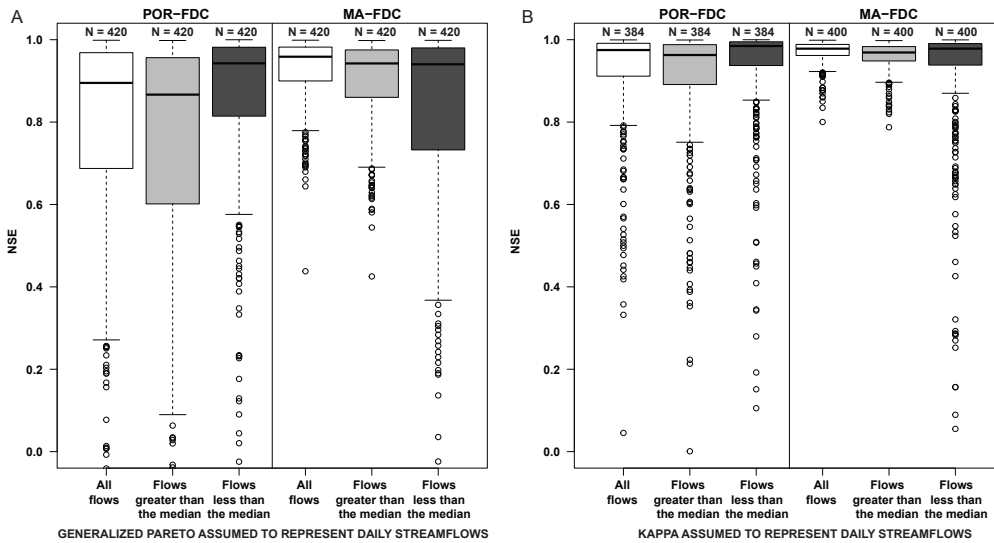 A
POR-FDC
MA-FDC
N = 420
N = 420
N = 420
N = 420
N = 420
N = 420
1.0
0.8
0.6
0.4
0.2
0.0
NSE
All flows
Flows greater than the median
Flows less than the median
All flows
Flows greater than the median
Flows less than the median
GENERALIZED PARETO ASSUMED TO REPRESENT DAILY STREAMFLOWS
B
POR-FDC
MA-FDC
N = 384
N = 384
N = 384
N = 400
N = 400
N = 400
1.0
0.8
0.6
0.4
0.2
0.0
NSE
All flows
Flows greater than the median
Flows less than the median
All flows
Flows greater than the median
Flows less than the median
KAPPA ASSUMED TO REPRESENT DAILY STREAMFLOWS